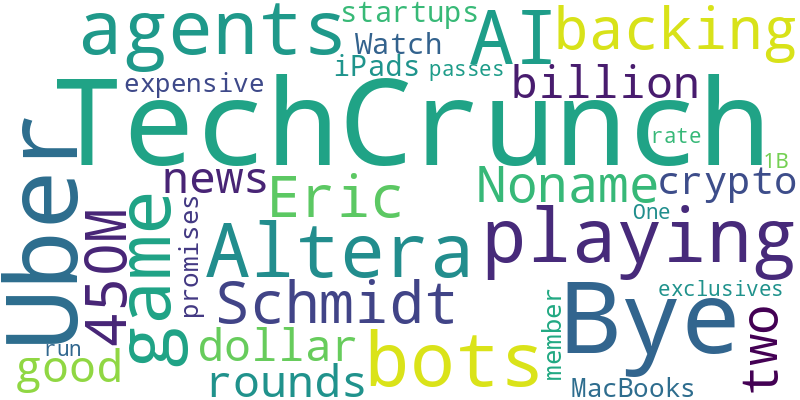 startups
agents
AI
backing
Watch
iPads
passes
expensive
billion
TechCrunch
rate
1B
Uber
news
Eric
Noname
crypto
450M
game
promises
Altera
One
playing
Schmidt
Bye
exclusives
member
two
run
good
dollar
bots
rounds
MacBooks